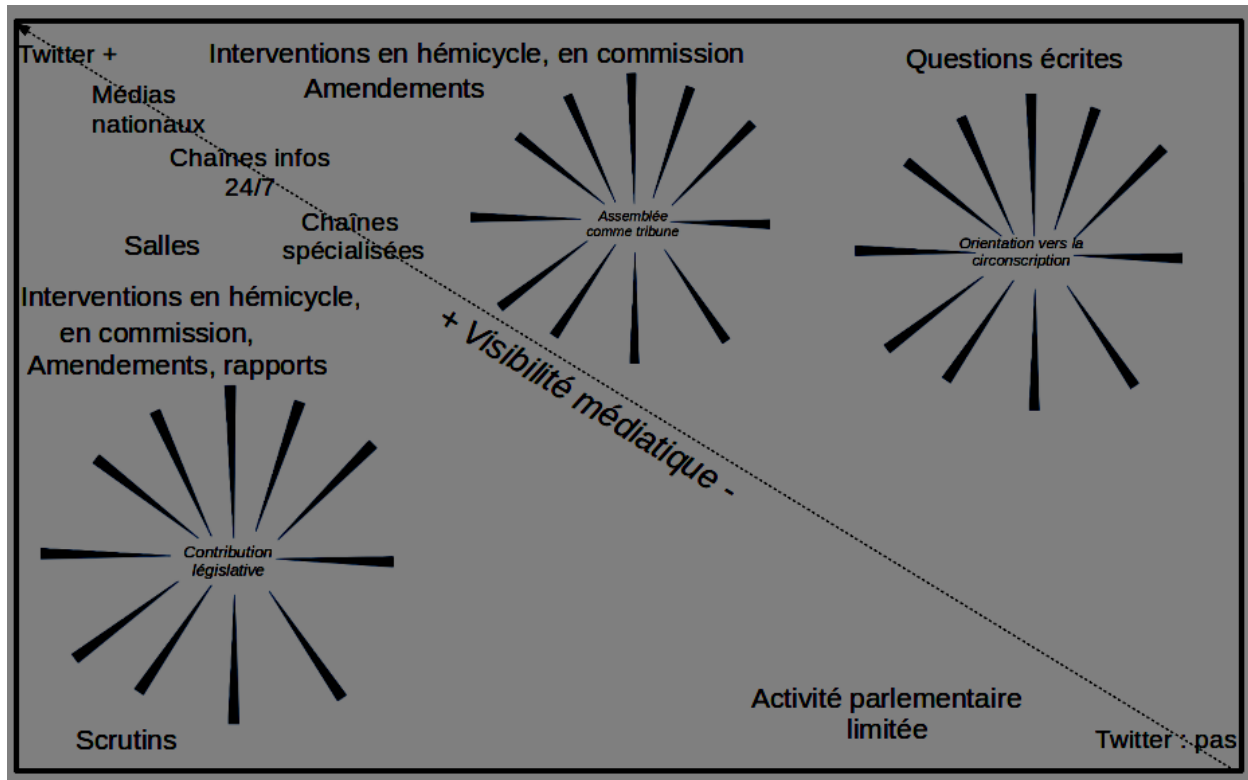 Twitter +
Médias
nationaux
Chaînes infos
24/7
Chaînes
spécialisées
Salles
Interventions en hémicycle, en commission
Amendements
Assemblée
comme tribune
Questions écrites
Orientation vers la
circonscription
Interventions en hémicycle,
en commission,
Amendements, rapports
Contribution
législative
Scrutins
+ Visibilité médiatique -
Activité parlementaire
limitée
Twitter : pas